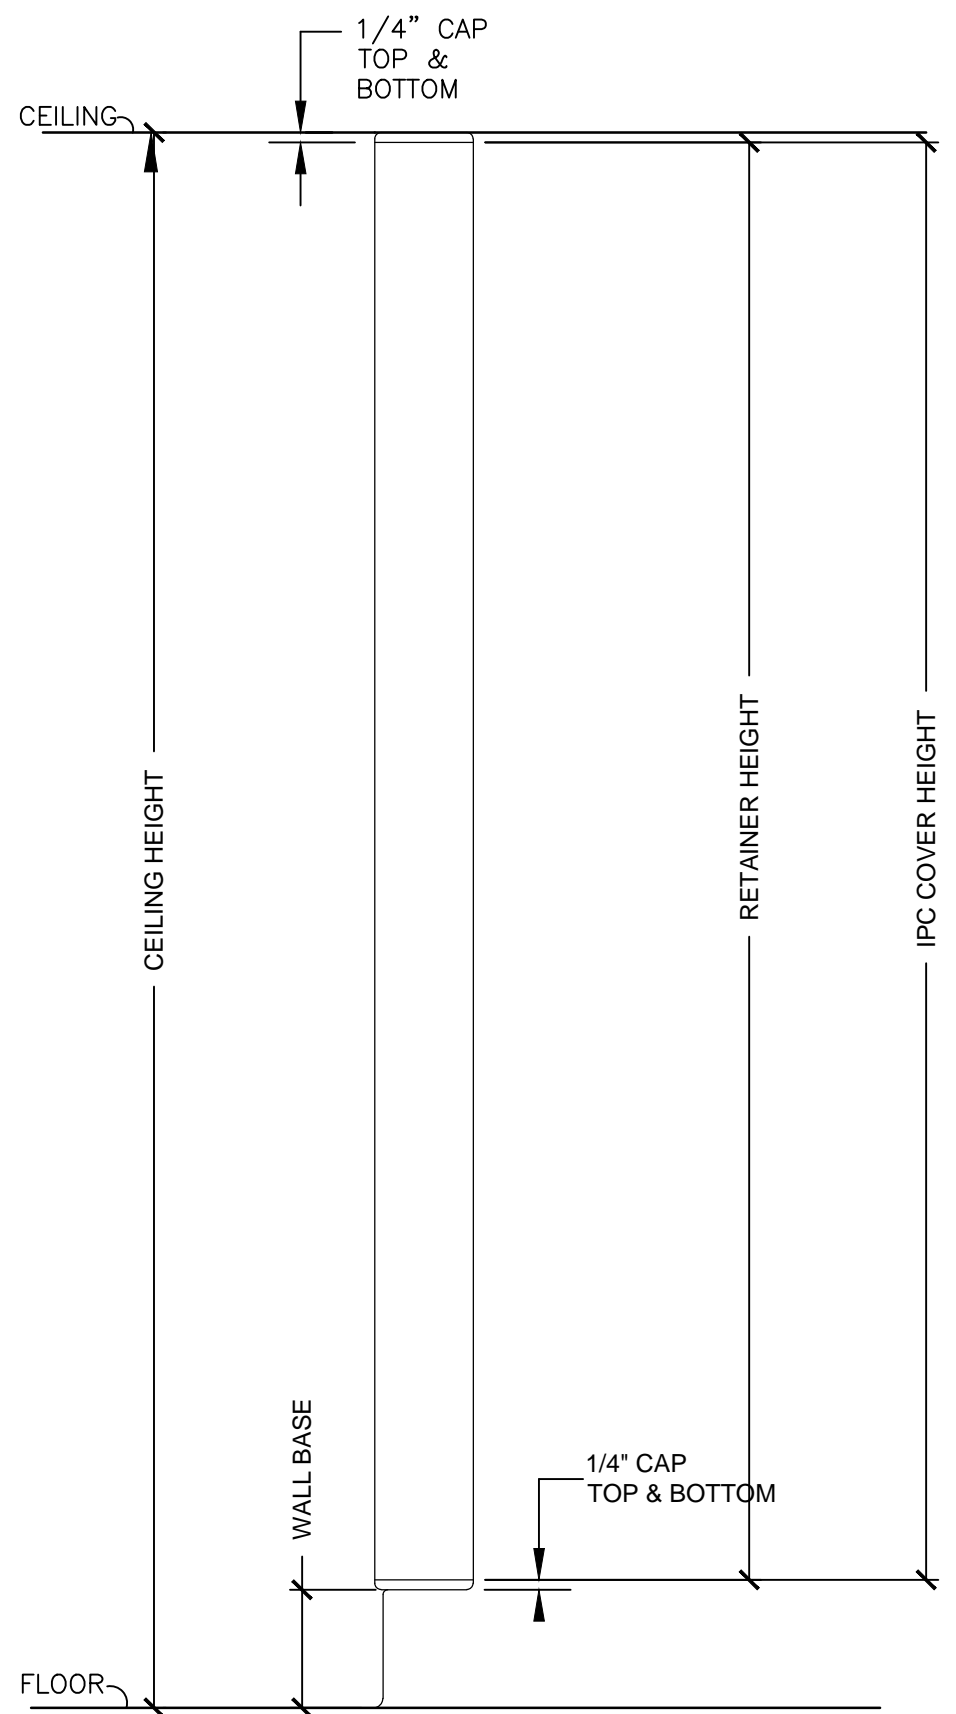 1/4” CAP
TOP &
BOTTOM
CEILING
RETAINER HEIGHT
IPC COVER HEIGHT
CEILING HEIGHT
WALL BASE
1/4" CAP
TOP & BOTTOM
FLOOR